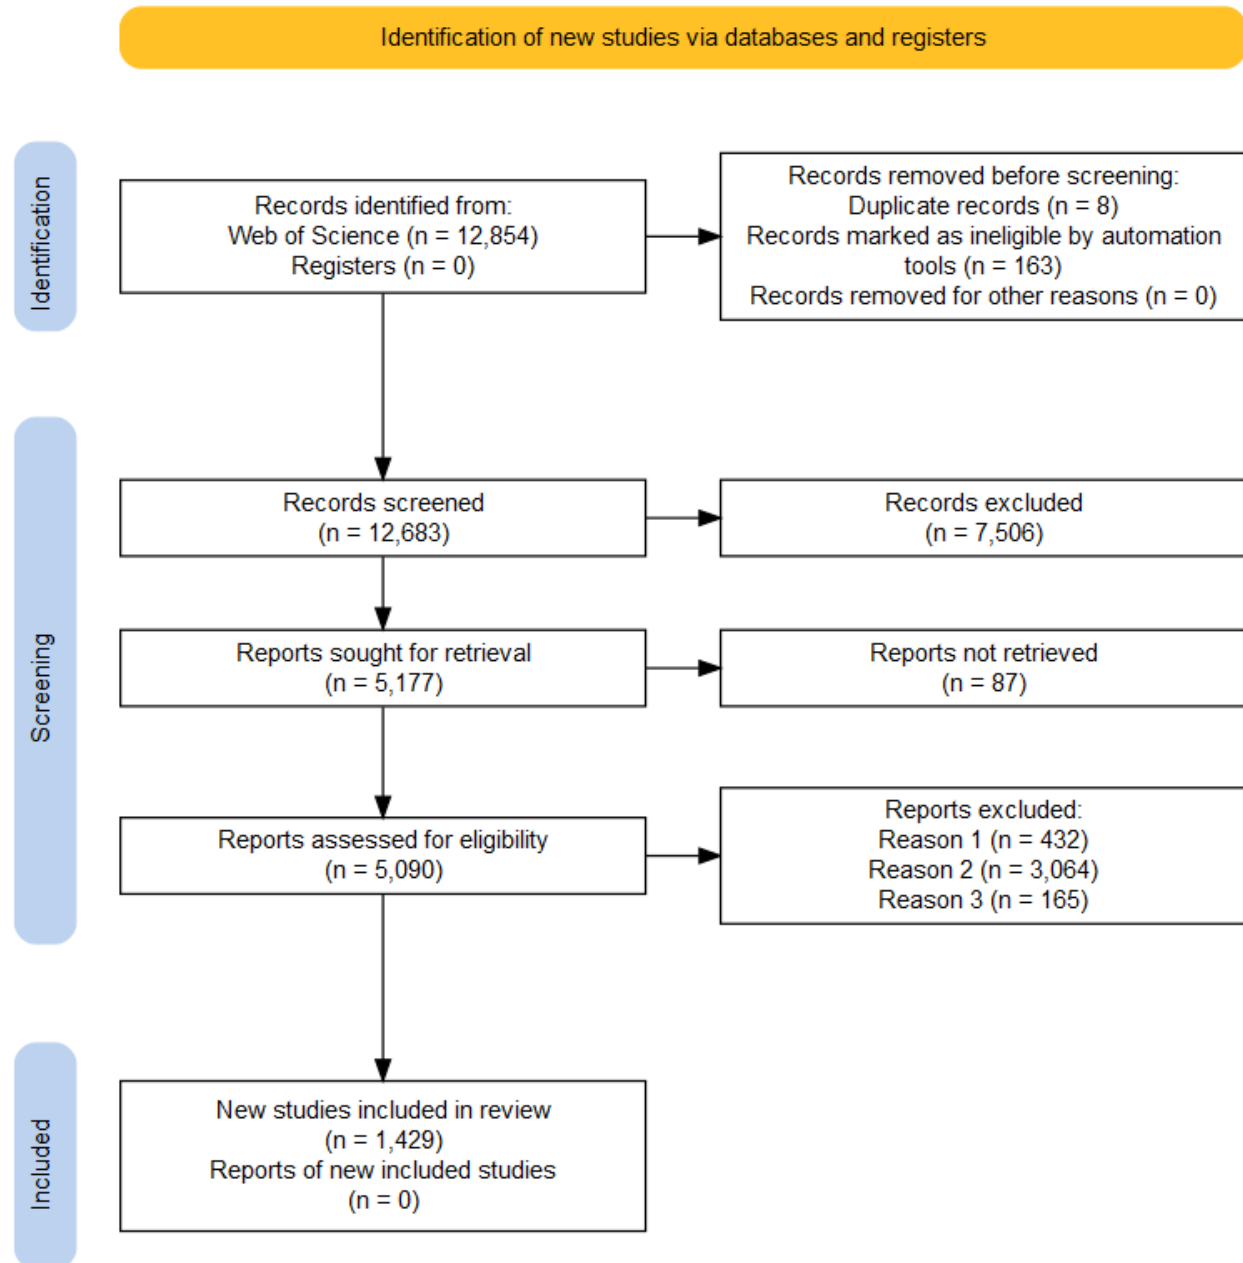 Identification of new studies via databases and registers
Identification
Records identified from:
Web of Science (n = 12,854)
Registers (n = 0)
Records removed before screening:
Duplicate records (n = 8)
Records marked as ineligible by automation
tools (n = 163)
Records removed for other reasons (n = 0)
Screening
Records screened
(n = 12,683)
Records excluded
(n = 7,506)
Reports sought for retrieval
(n = 5,177)
Reports not retrieved
(n = 87)
Reports assessed for eligibility
(n = 5,090)
Reports excluded:
Reason 1 (n = 432)
Reason 2 (n = 3,064)
Reason 3 (n = 165)
Included
New studies included in review
(n = 1,429)
Reports of new included studies
(n = 0)